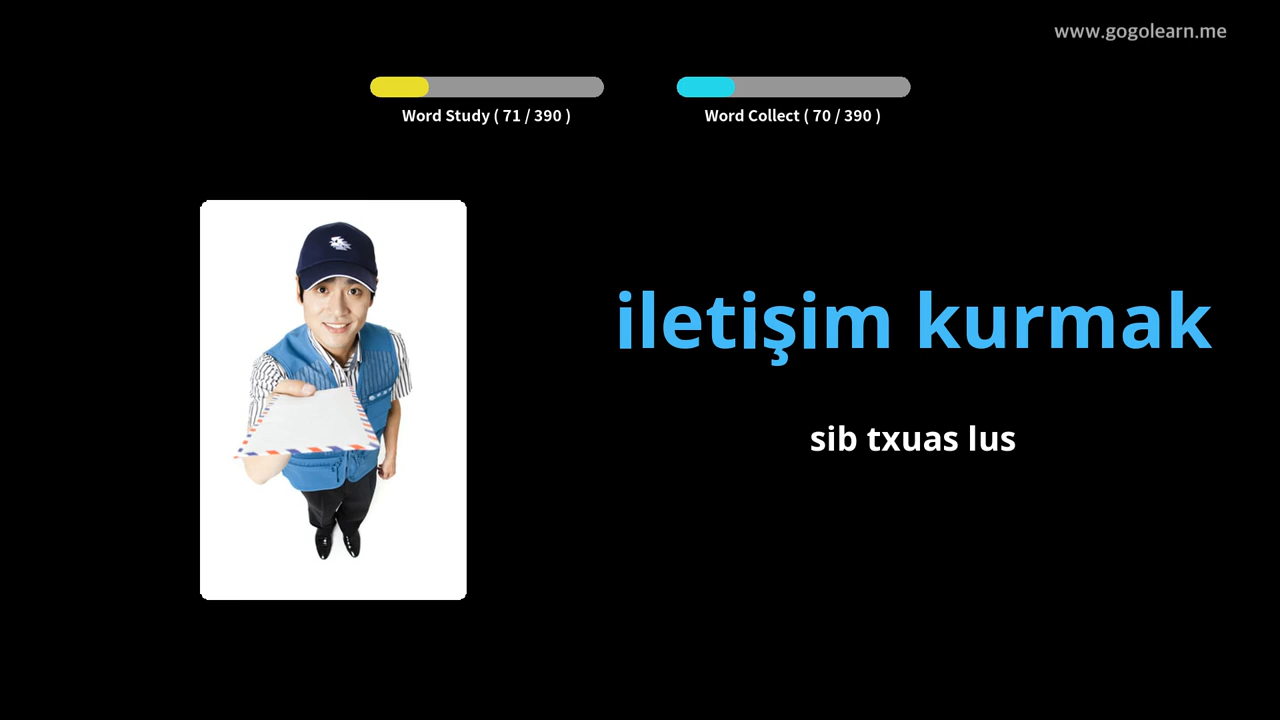 www.gogolearn.me
Word Study ( 71 / 390 )
Word Collect ( 70 / 390 )
iletişim kurmak
sib txuas lus